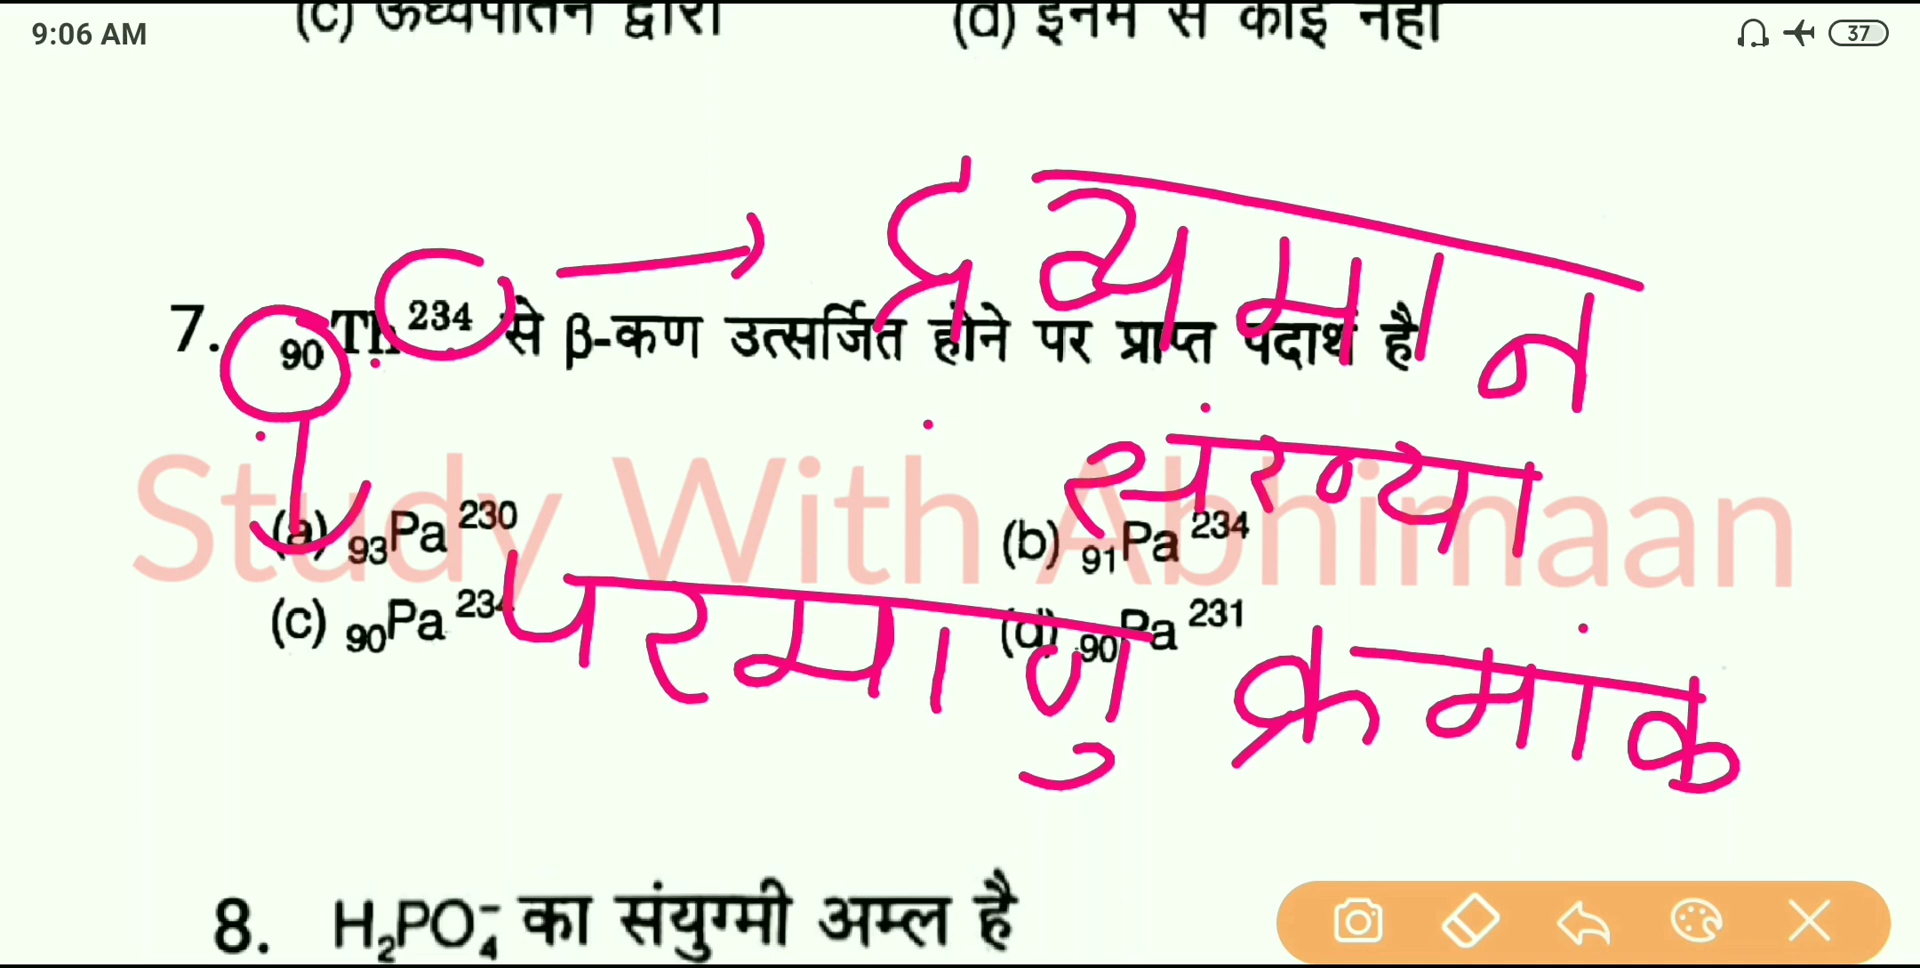 (c) ऊर्ध्वपातन द्वारा (d) इनमें से कोई नहीं
9:06 AM 37
द्रव्यमान
7. 90Th234 से β-कण उत्सर्जित होने पर प्राप्त पदार्थ है
संख्या
Study With Abhimaan
(a) 93Pa230 (b) 91Pa234
(c) 90Pa234 (d) 90Pa231
परमाणु क्रमांक
8. H₂PO₄⁻ का संयुग्मी अम्ल है